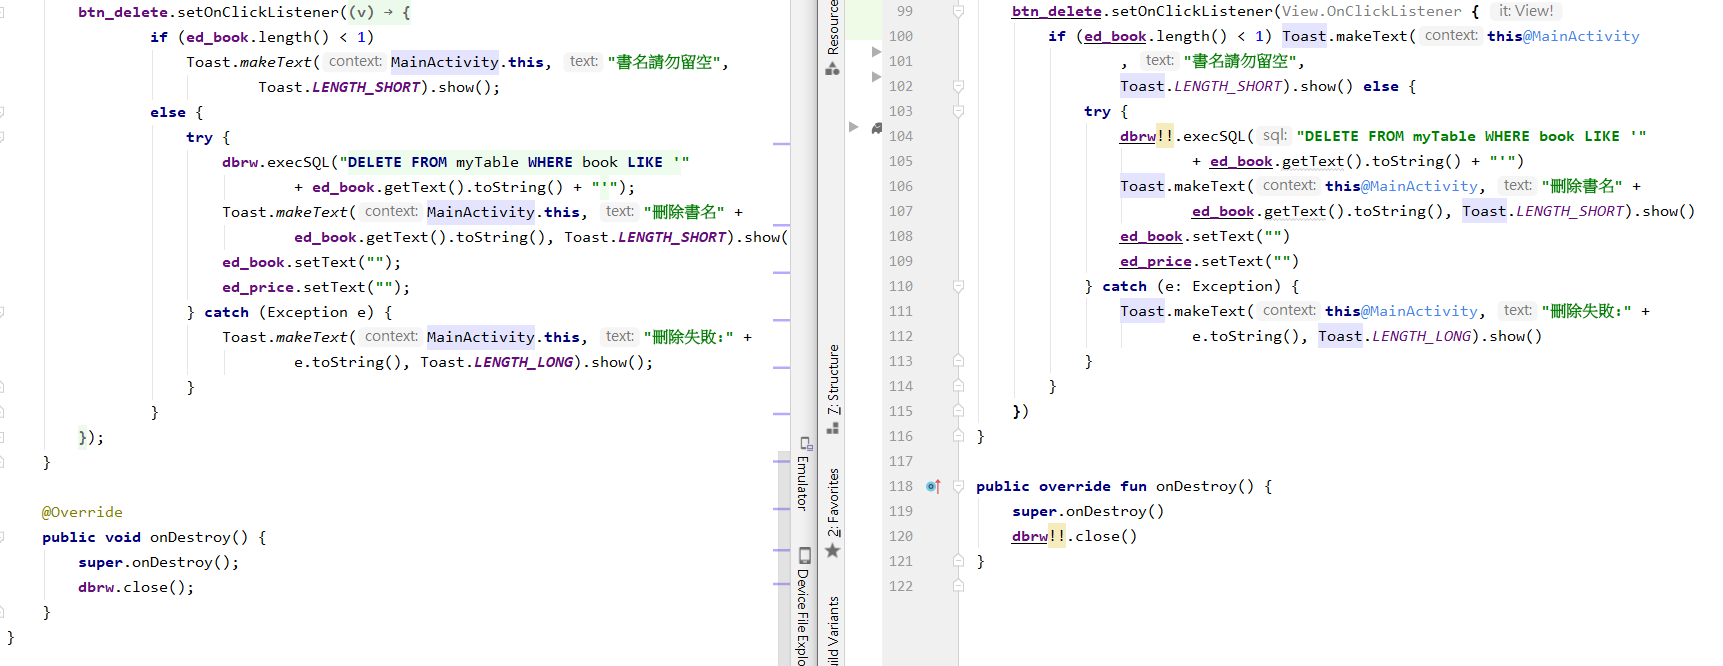 btn_delete.setOnClickListener((v) → {
if (ed_book.length() < 1)
Toast.makeText( context: MainActivity.this, text: "書名請勿留空",
Toast.LENGTH_SHORT).show();
else {
try {
dbrw.execSQL("DELETE FROM myTable WHERE book LIKE '"
+ ed_book.getText().toString() + "'");
Toast.makeText( context: MainActivity.this, text: "刪除書名" +
ed_book.getText().toString(), Toast.LENGTH_SHORT).show(
ed_book.setText("");
ed_price.setText("");
} catch (Exception e) {
Toast.makeText( context: MainActivity.this, text: "刪除失敗:" +
e.toString(), Toast.LENGTH_LONG).show();
}
}
});
}
@Override
public void onDestroy() {
super.onDestroy();
dbrw.close();
}
}
Emulator
Device File Explo
Resource
7: Structure
2: Favorites
ild Variants
99 btn_delete.setOnClickListener(View.OnClickListener { it: View!
100 if (ed_book.length() < 1) Toast.makeText( context: this@MainActivity
101 , text: "書名請勿留空",
102 Toast.LENGTH_SHORT).show() else {
103 try {
104 dbrw!!.execSQL( sql: "DELETE FROM myTable WHERE book LIKE '"
105 + ed_book.getText().toString() + "'")
106 Toast.makeText( context: this@MainActivity, text: "刪除書名" +
107 ed_book.getText().toString(), Toast.LENGTH_SHORT).show()
108 ed_book.setText("")
109 ed_price.setText("")
110 } catch (e: Exception) {
111 Toast.makeText( context: this@MainActivity, text: "刪除失敗:" +
112 e.toString(), Toast.LENGTH_LONG).show()
113 }
114 }
115 })
116 }
117
118 public override fun onDestroy() {
119 super.onDestroy()
120 dbrw!!.close()
121 }
122